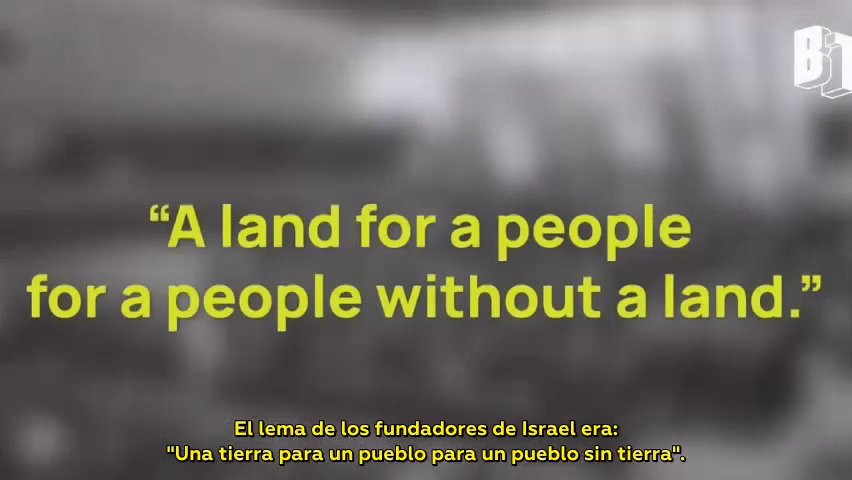 BT
“A land for a people
for a people without a land.”
El lema de los fundadores de Israel era:
"Una tierra para un pueblo para un pueblo sin tierra".